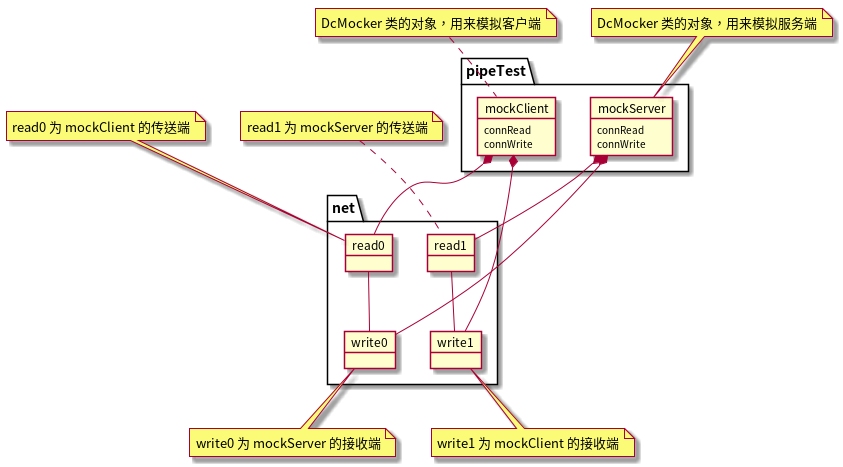 DcMocker 类的对象，用来模拟客户端
DcMocker 类的对象，用来模拟服务端
pipeTest
mockClient
connRead
connWrite
mockServer
connRead
connWrite
read0 为 mockClient 的传送端
read1 为 mockServer 的传送端
net
read0
read1
write0
write1
write0 为 mockServer 的接收端
write1 为 mockClient 的接收端